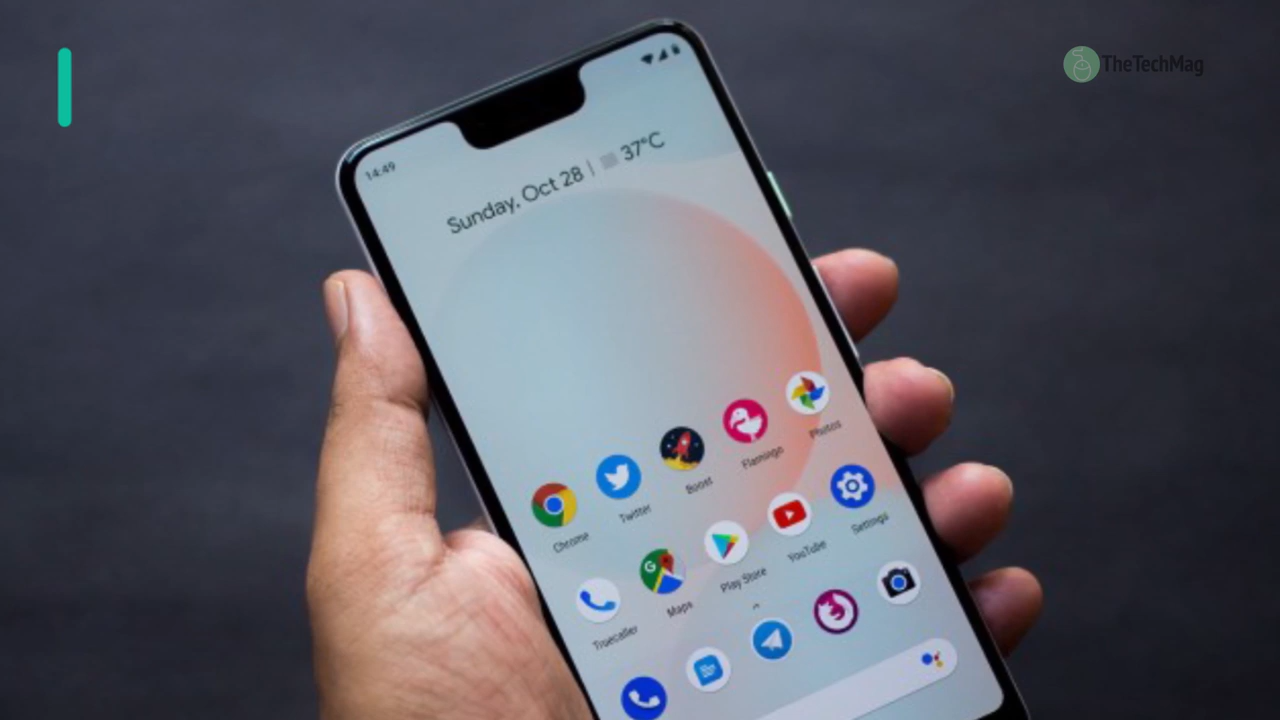 TheTechMag
14:49
Sunday, Oct 28 | 37°C
Chrome
Twitter
Boost
Flamingo
Photos
Truecaller
Maps
Play Store
YouTube
Settings